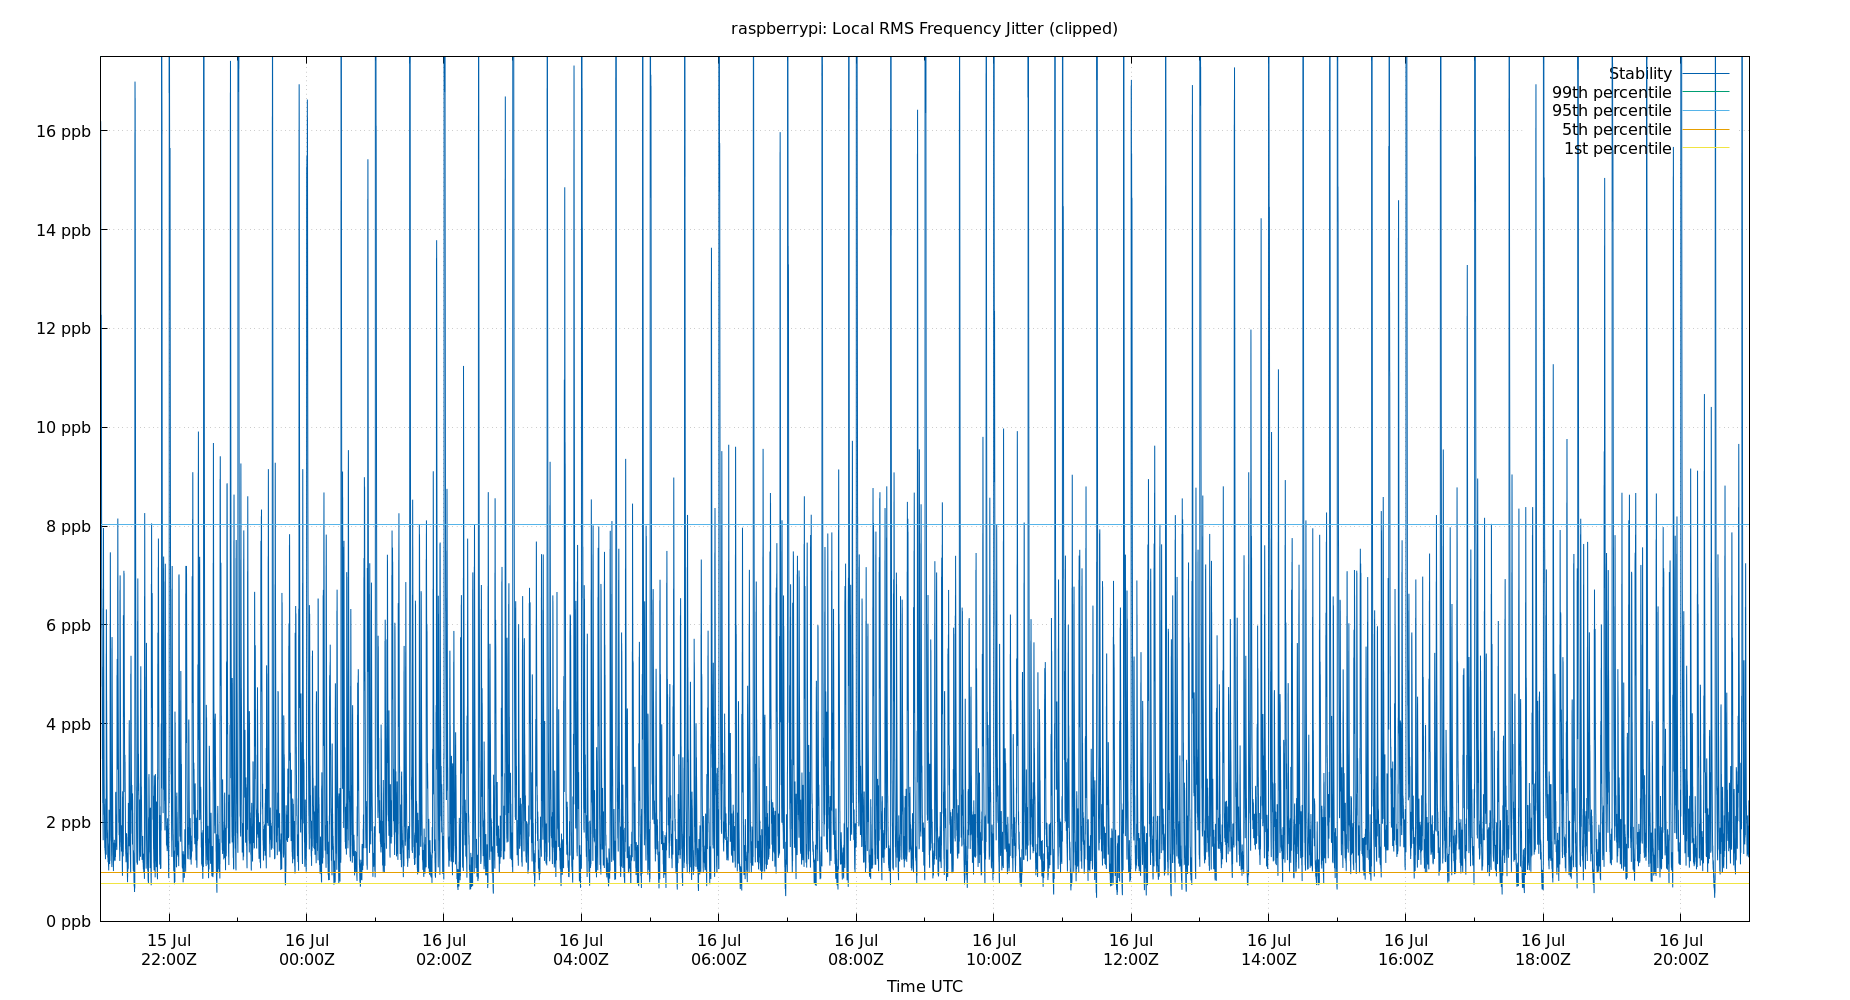 raspberrypi: Local RMS Frequency Jitter (clipped)
Stability
99th percentile
95th percentile
5th percentile
1st percentile
16 ppb
14 ppb
12 ppb
10 ppb
8 ppb
6 ppb
4 ppb
2 ppb
0 ppb
15 Jul 16 Jul 16 Jul 16 Jul 16 Jul 16 Jul 16 Jul 16 Jul 16 Jul 16 Jul 16 Jul 16 Jul
22:00Z 00:00Z 02:00Z 04:00Z 06:00Z 08:00Z 10:00Z 12:00Z 14:00Z 16:00Z 18:00Z 20:00Z
Time UTC